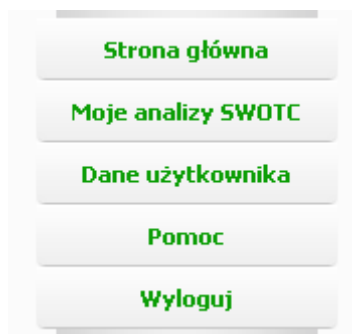 Strona główna
Moje analizy SWOTC
Dane użytkownika
Pomoc
Wyloguj